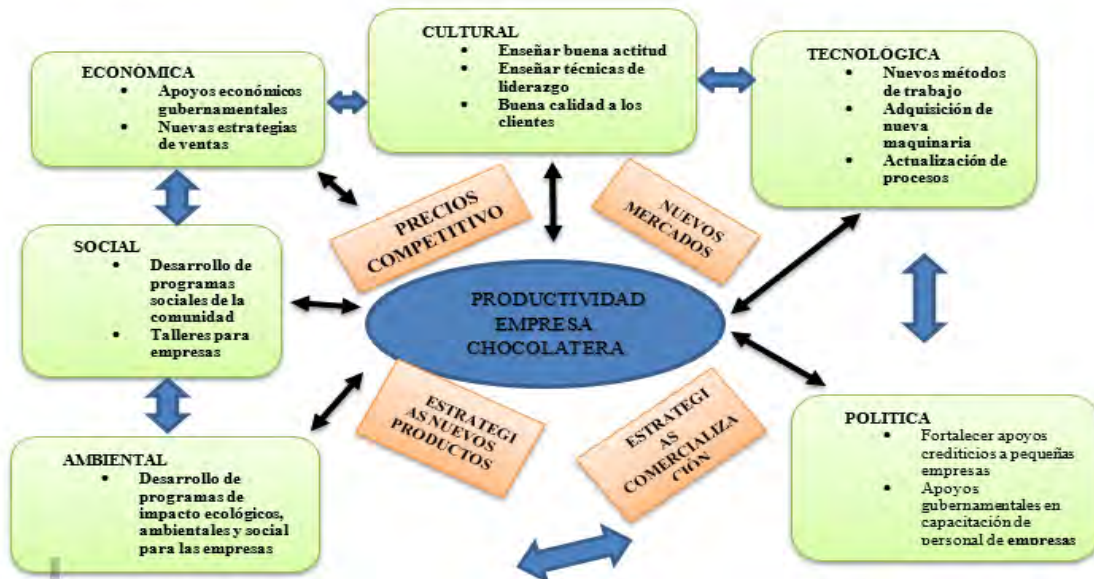 CULTURAL
Enseñar buena actitud
Enseñar técnicas de
liderazgo
Buena calidad a los
clientes
ECONÓMICA
Apoyos económicos
gubernamentales
Nuevas estrategias
de ventas
TECNOLÓGICA
Nuevos métodos
de trabajo
Adquisición de
nueva
maquinaria
Actualización de
procesos
PRECIOS
COMPETITIVO
NUEVOS
MERCADOS
SOCIAL
Desarrollo de
programas
sociales de la
comunidad
Talleres para
empresas
PRODUCTIVIDAD
EMPRESA
CHOCOLATERA
ESTRATEGI
AS NUEVOS
PRODUCTOS
ESTRATEGI
AS
COMERCIALIZA
CIÓN
AMBIENTAL
Desarrollo de
programas de
impacto ecológicos,
ambientales y social
para las empresas
POLÍTICA
Fortalecer apoyos
crediticios a pequeñas
empresas
Apoyos
gubernamentales en
capacitación de
personal de empresas